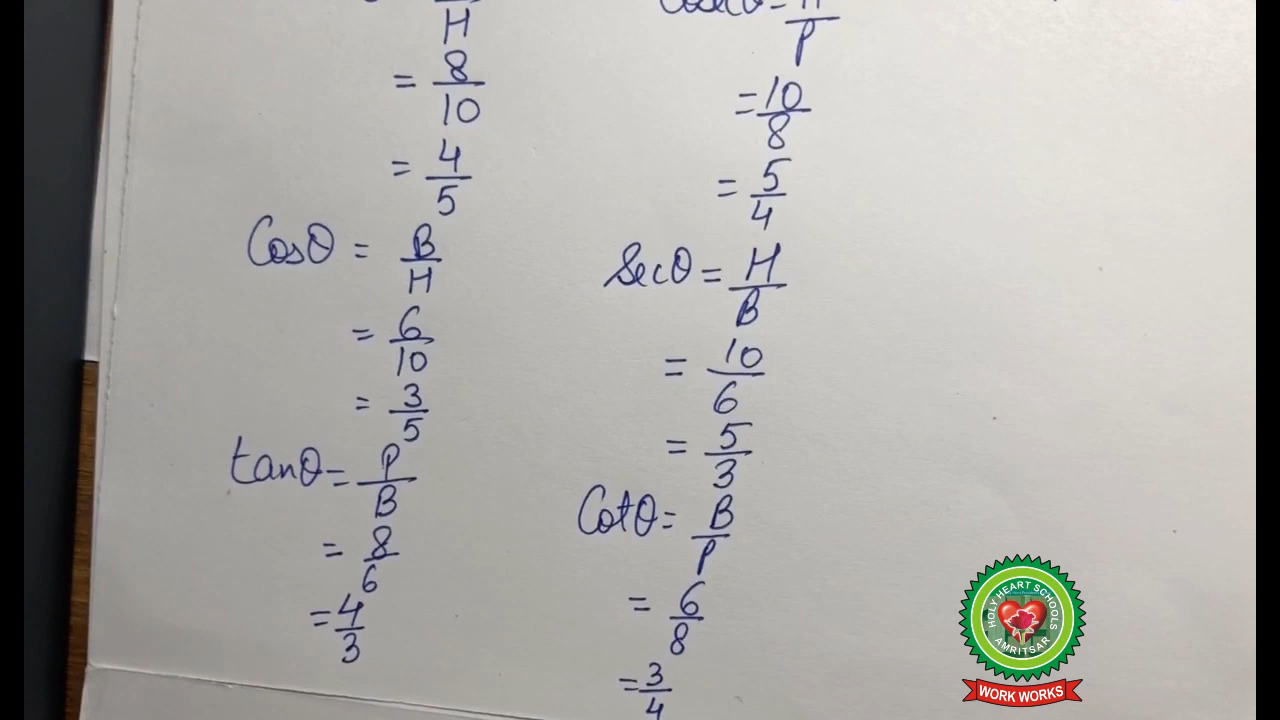 H
= 8/10
= 4/5
Cosθ = B/H
= 6/10
= 3/5
tanθ = P/B
= 8/6
= 4/3
Cosecθ = H/P
= 10/8
= 5/4
Secθ = H/B
= 10/6
= 5/3
Cotθ = B/P
= 6/8
= 3/4
HOLY HEART SCHOOLS
AMRITSAR
WORK WORKS